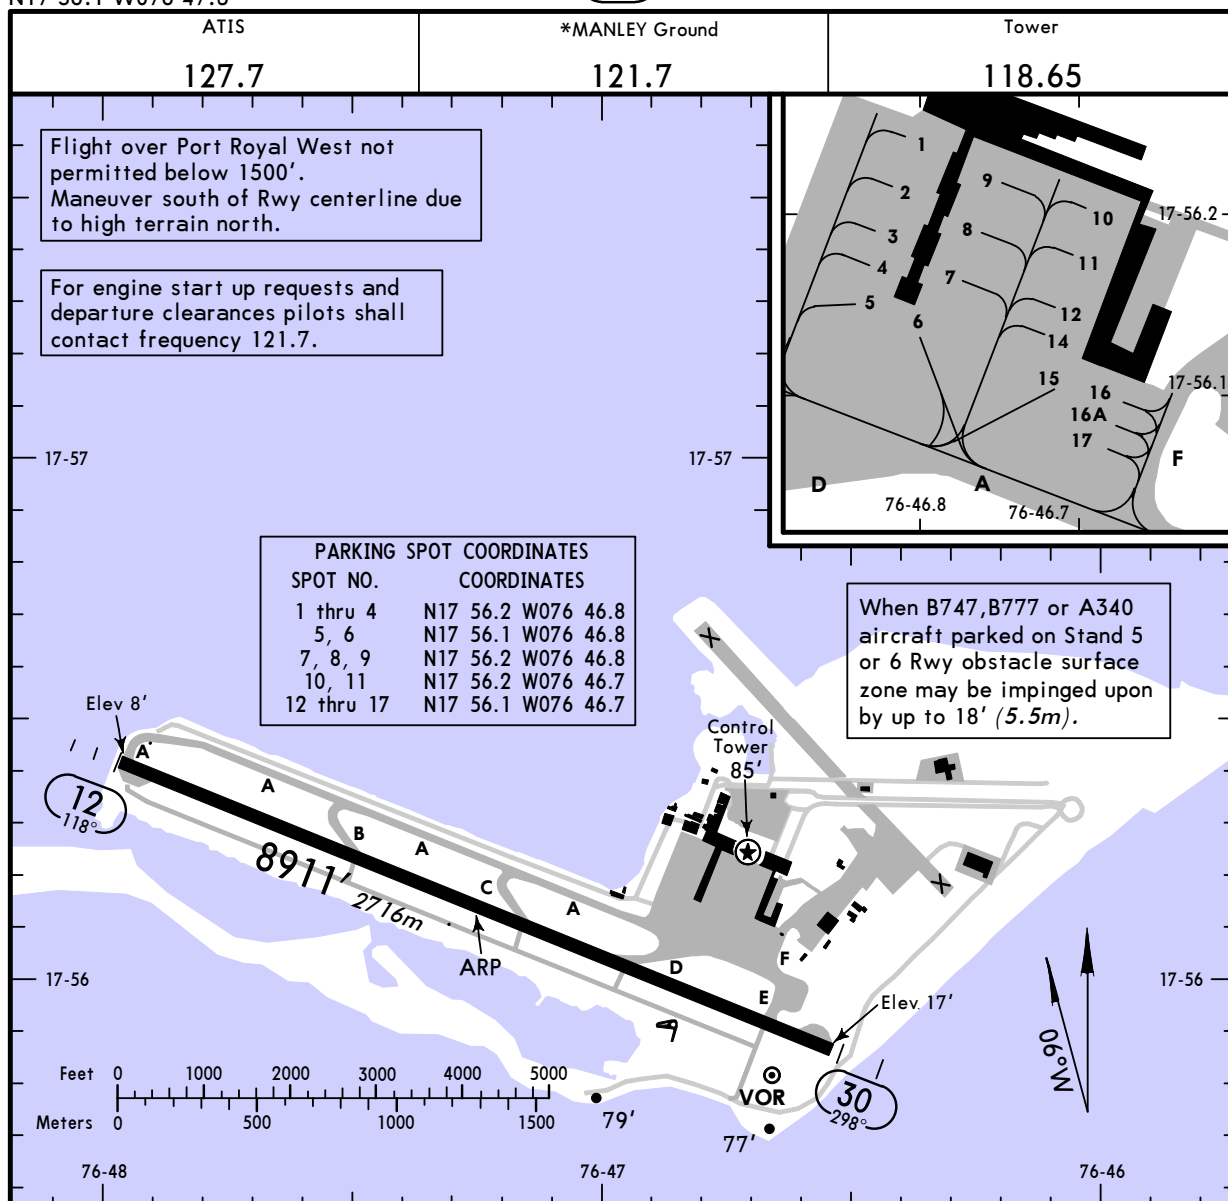 ATIS
127.7
*MANLEY Ground
121.7
Tower
118.65
Flight over Port Royal West not
permitted below 1500'.
Maneuver south of Rwy centerline due
to high terrain north.
For engine start up requests and
departure clearances pilots shall
contact frequency 121.7.
1
2
3
4
5
6
7
8
9
10
11
12
14
15
16
16A
17
D
A
F
17-56.2
17-56.1
76-46.8
76-46.7
17-57
17-57
PARKING SPOT COORDINATES
SPOT NO. COORDINATES
1 thru 4 N17 56.2 W076 46.8
5, 6 N17 56.1 W076 46.8
7, 8, 9 N17 56.2 W076 46.8
10, 11 N17 56.2 W076 46.7
12 thru 17 N17 56.1 W076 46.7
When B747,B777 or A340
aircraft parked on Stand 5
or 6 Rwy obstacle surface
zone may be impinged upon
by up to 18' (5.5m).
Elev 8'
Control
Tower
85'
X
X
A
A
B
A
C
A
D
E
F
12
118°
8911'
2716m
ARP
17-56
17-56
Elev 17'
VOR
30
298°
06°W
Feet 0 1000 2000 3000 4000 5000
Meters 0 500 1000 1500
79'
77'
76-48
76-47
76-46